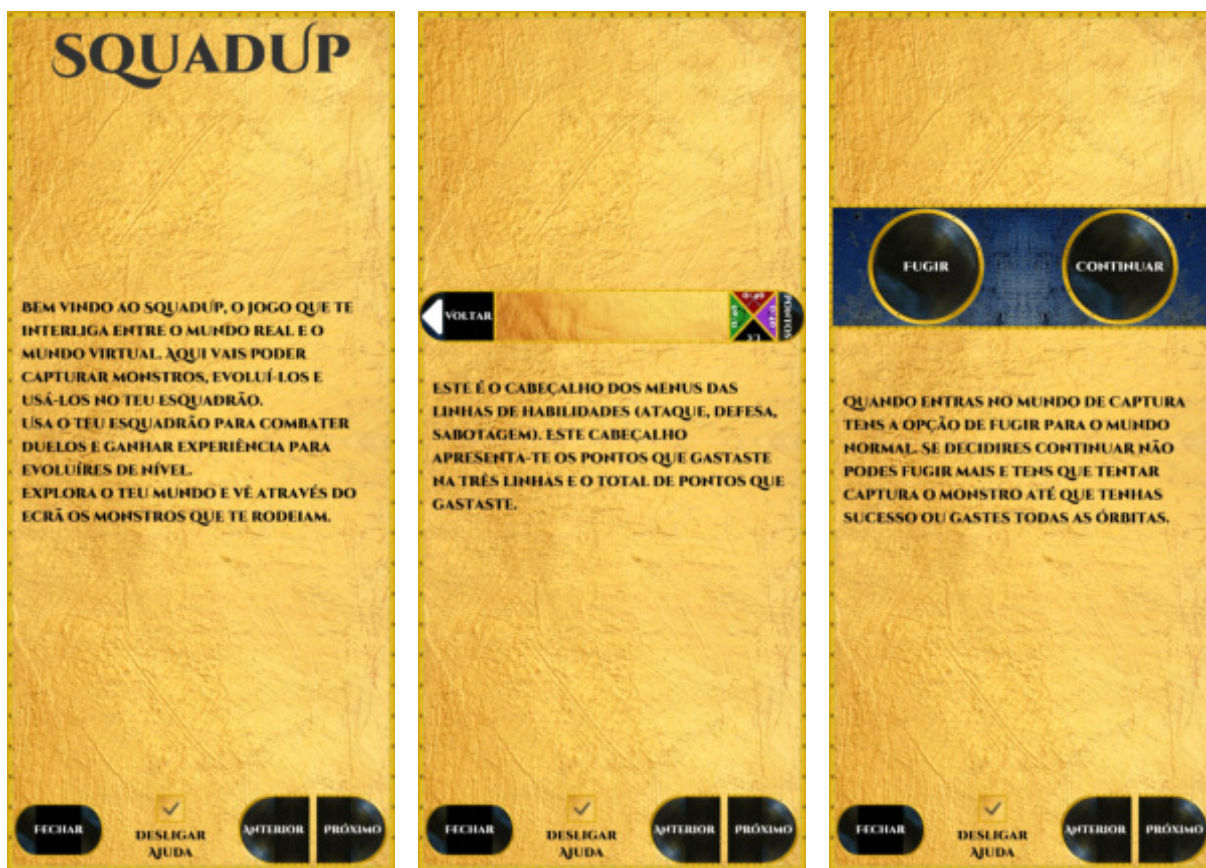 SQUADUP
BEM VINDO AO SQUADUP, O JOGO QUE TE
INTERLIGA ENTRE O MUNDO REAL E O
MUNDO VIRTUAL. AQUI VAIS PODER
CAPTURAR MONSTROS, EVOLUÍ-LOS E
USÁ-LOS NO TEU ESQUADRÃO.
USA O TEU ESQUADRÃO PARA COMBATER
DUELOS E GANHAR EXPERIÊNCIA PARA
EVOLUÍRES DE NÍVEL.
EXPLORA O TEU MUNDO E VÊ ATRAVÉS DO
ECRÃ OS MONSTROS QUE TE RODEIAM.
FECHAR
DESLIGAR
AJUDA
ANTERIOR
PRÓXIMO
VOLTAR
PONTOS
ESTE É O CABEÇALHO DOS MENUS DAS
LINHAS DE HABILIDADES (ATAQUE, DEFESA,
SABOTAGEM). ESTE CABEÇALHO
APRESENTA-TE OS PONTOS QUE GASTASTE
NA TRÊS LINHAS E O TOTAL DE PONTOS QUE
GASTASTE.
FECHAR
DESLIGAR
AJUDA
ANTERIOR
PRÓXIMO
FUGIR
CONTINUAR
QUANDO ENTRAS NO MUNDO DE CAPTURA
TENS A OPÇÃO DE FUGIR PARA O MUNDO
NORMAL. SE DECIDIRES CONTINUAR NÃO
PODES FUGIR MAIS E TENS QUE TENTAR
CAPTURA O MONSTRO ATÉ QUE TENHAS
SUCESSO OU GASTES TODAS AS ÓRBITAS.
FECHAR
DESLIGAR
AJUDA
ANTERIOR
PRÓXIMO